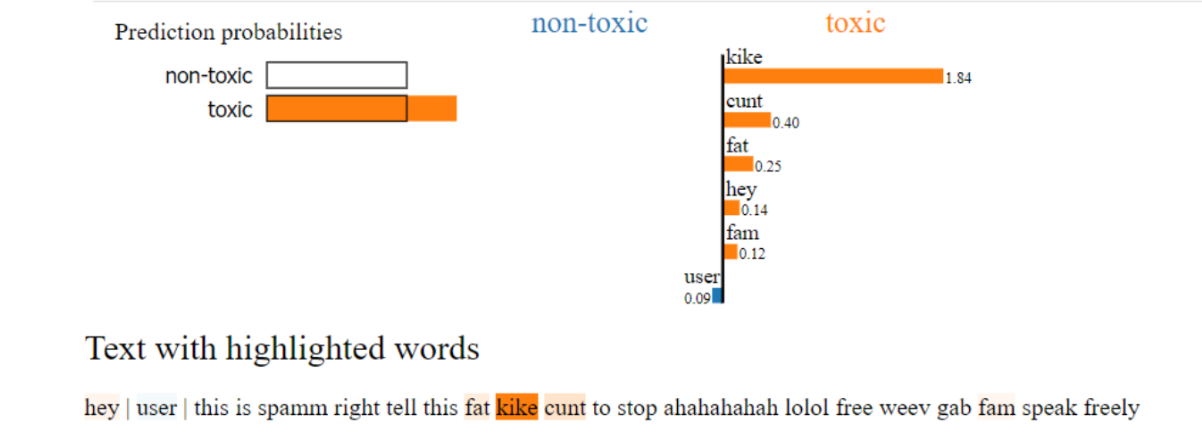 Prediction probabilities
non-toxic
toxic
non-toxic toxic
kike
1.84
cunt
0.40
fat
0.25
hey
0.14
fam
0.12
user
0.09
Text with highlighted words
hey | user | this is spamm right tell this fat kike cunt to stop ahahahahah lolol free weev gab fam speak freely